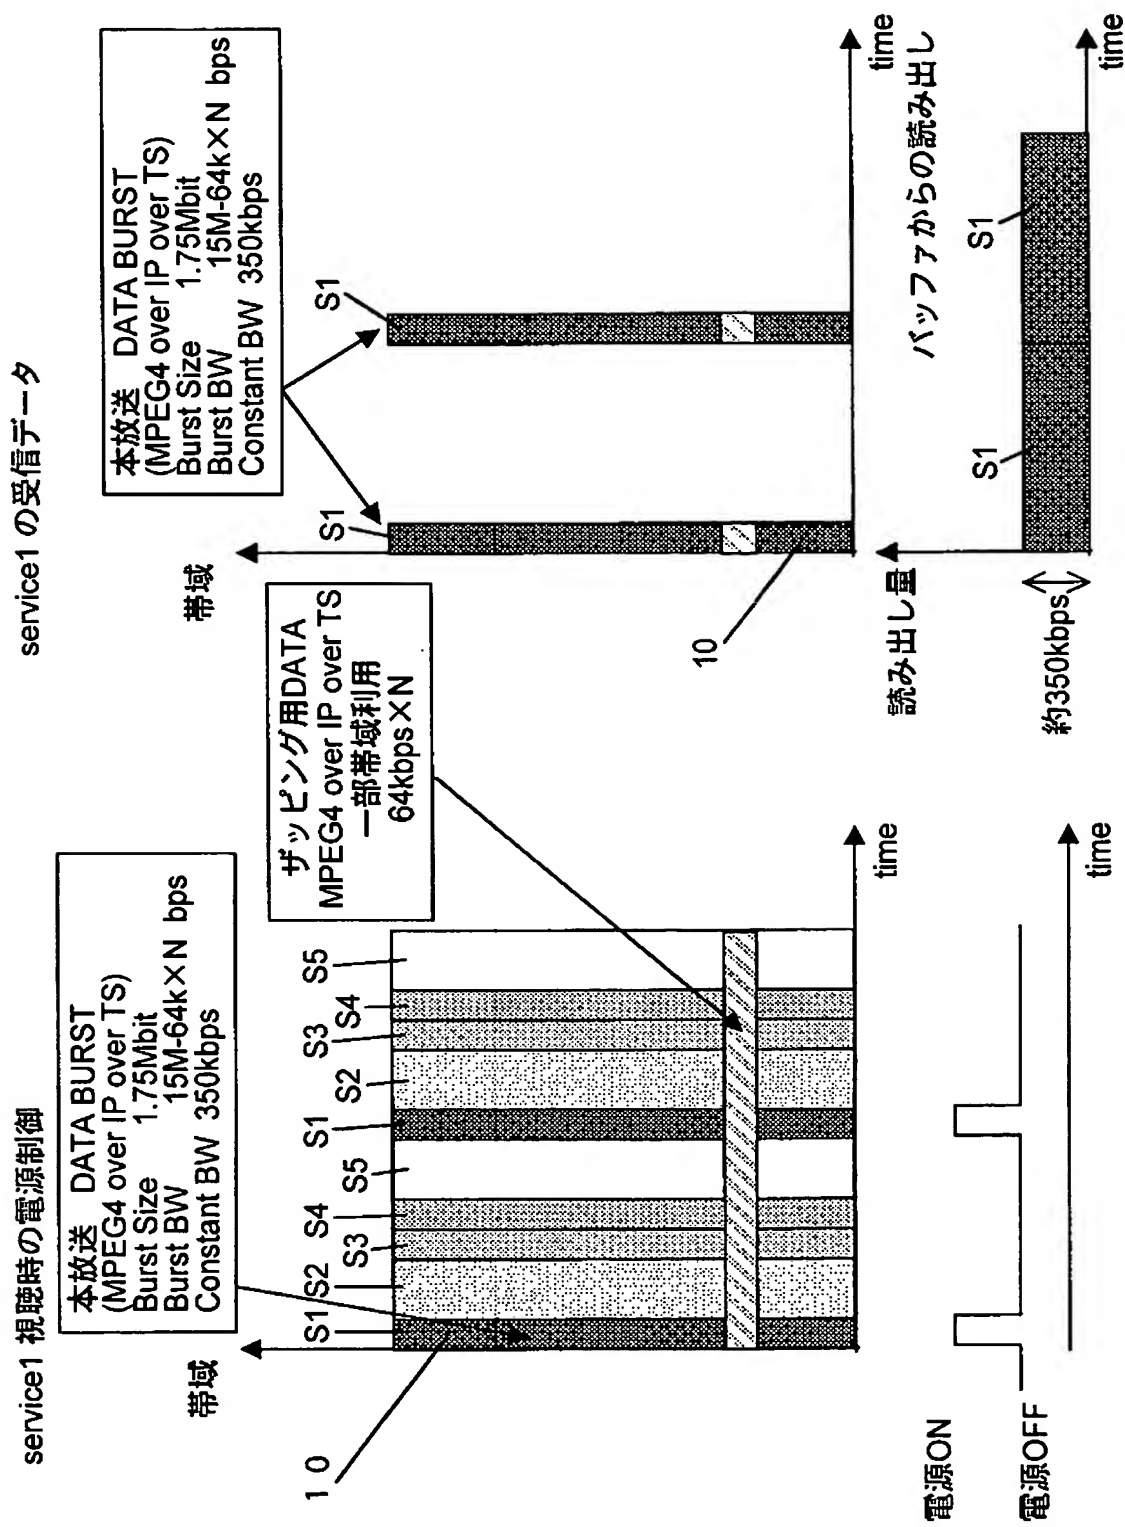 service1 視聴時の電源制御
本放送 DATA BURST
(MPEG4 over IP over TS)
Burst Size 1.75Mbit
Burst BW 15M-64k×N bps
Constant BW 350kbps
ザッピング用DATA
MPEG4 over IP over TS
一部帯域利用
64kbps×N
帯域
10
S1
S2
S3
S4
S5
S1
S2
S3
S4
S5
time
電源ON
電源OFF
time
service1 の受信データ
本放送 DATA BURST
(MPEG4 over IP over TS)
Burst Size 1.75Mbit
Burst BW 15M-64k×N bps
Constant BW 350kbps
帯域
S1
S1
10
time
バッファからの読み出し
読み出し量
約350kbps
S1
S1
time